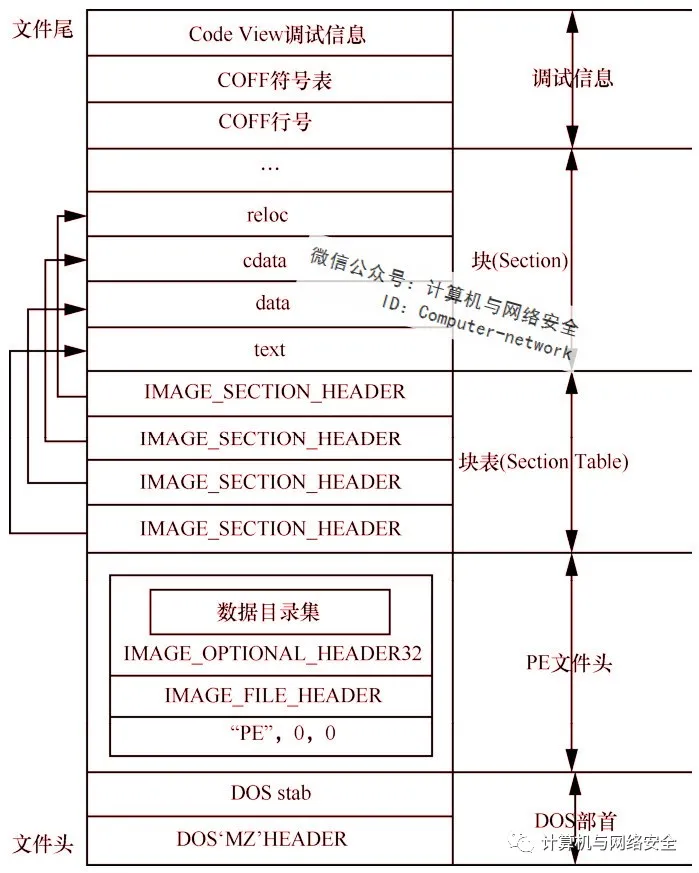 文件尾
Code View调试信息
COFF符号表
调试信息
COFF行号
…
reloc
cdata
块(Section)
data
text
微信公众号：计算机与网络安全
ID：Computer-network
IMAGE_SECTION_HEADER
IMAGE_SECTION_HEADER
块表(Section Table)
IMAGE_SECTION_HEADER
IMAGE_SECTION_HEADER
数据目录集
IMAGE_OPTIONAL_HEADER32
PE文件头
IMAGE_FILE_HEADER
“PE”，0，0
DOS stab
DOS部首
文件头
DOS‘MZ’HEADER
计算机与网络安全